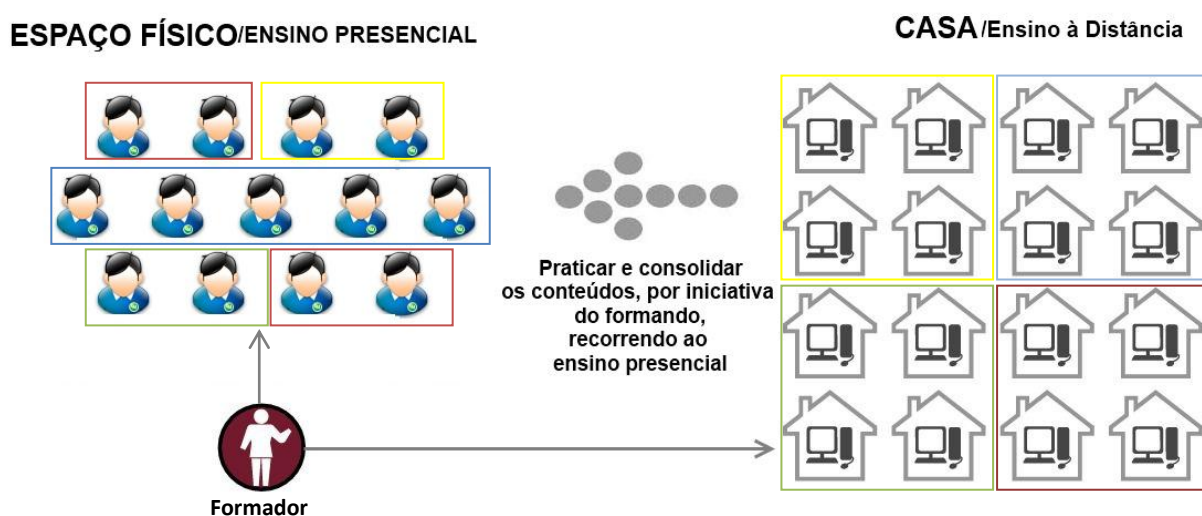 ESPAÇO FÍSICO/ENSINO PRESENCIAL
CASA/Ensino à Distância
Praticar e consolidar
os conteúdos, por iniciativa
do formando,
recorrendo ao
ensino presencial
Formador